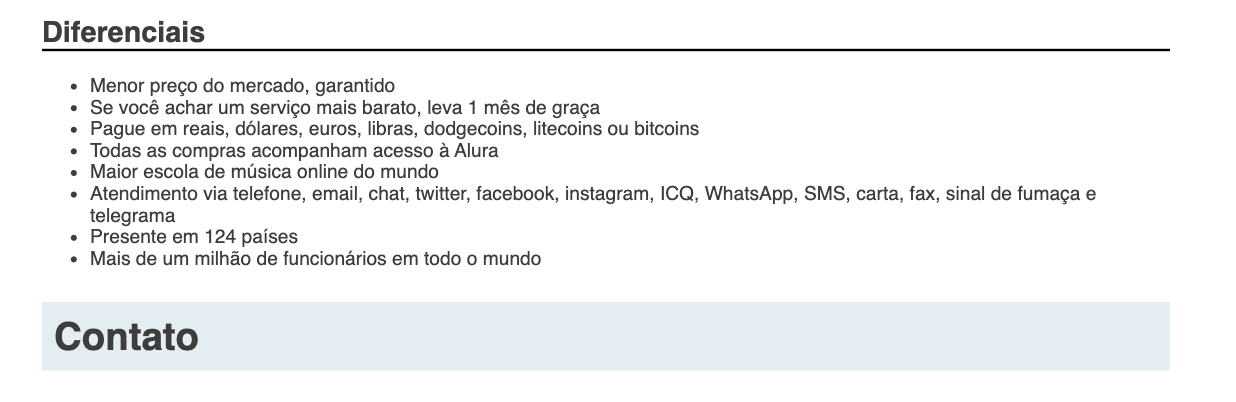 Diferenciais
• Menor preço do mercado, garantido
• Se você achar um serviço mais barato, leva 1 mês de graça
• Pague em reais, dólares, euros, libras, dodgecoins, litecoins ou bitcoins
• Todas as compras acompanham acesso à Alura
• Maior escola de música online do mundo
• Atendimento via telefone, email, chat, twitter, facebook, instagram, ICQ, WhatsApp, SMS, carta, fax, sinal de fumaça e
telegrama
• Presente em 124 países
• Mais de um milhão de funcionários em todo o mundo
Contato